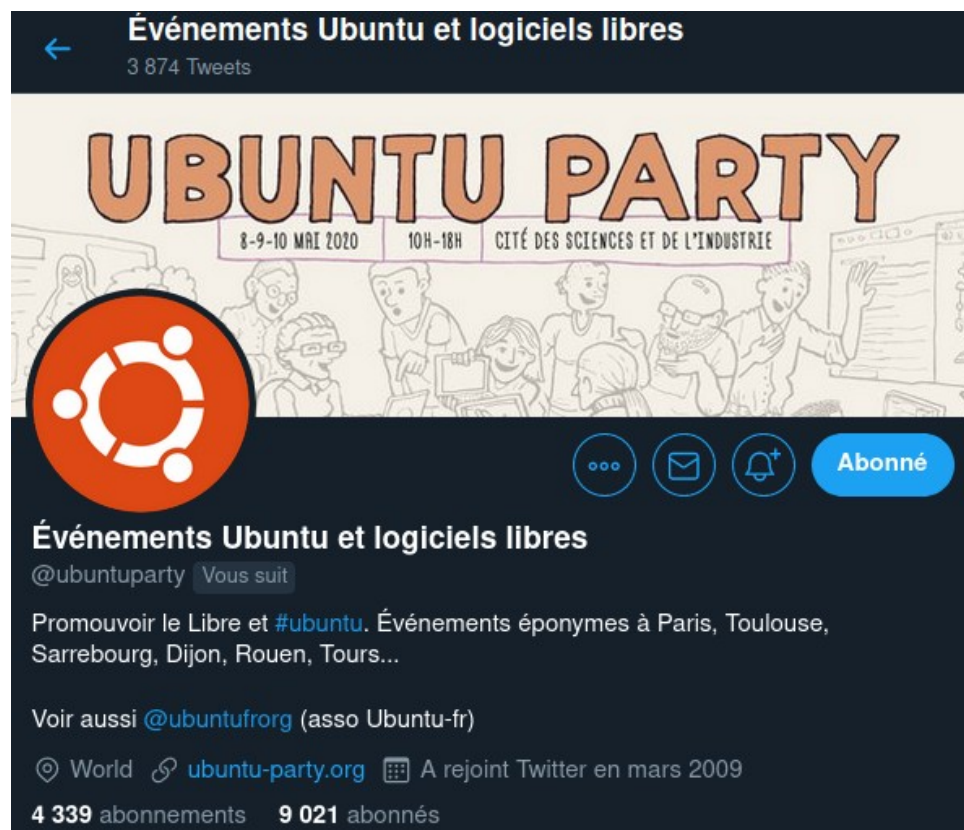 Événements Ubuntu et logiciels libres
3 874 Tweets
UBUNTU PARTY
8-9-10 MAI 2020 10H-18H CITÉ DES SCIENCES ET DE L'INDUSTRIE
Abonné
Événements Ubuntu et logiciels libres
@ubuntuparty Vous suit
Promouvoir le Libre et #ubuntu. Événements éponymes à Paris, Toulouse,
Sarrebourg, Dijon, Rouen, Tours...
Voir aussi @ubuntufrorg (asso Ubuntu-fr)
World ubuntu-party.org A rejoint Twitter en mars 2009
4 339 abonnements 9 021 abonnés